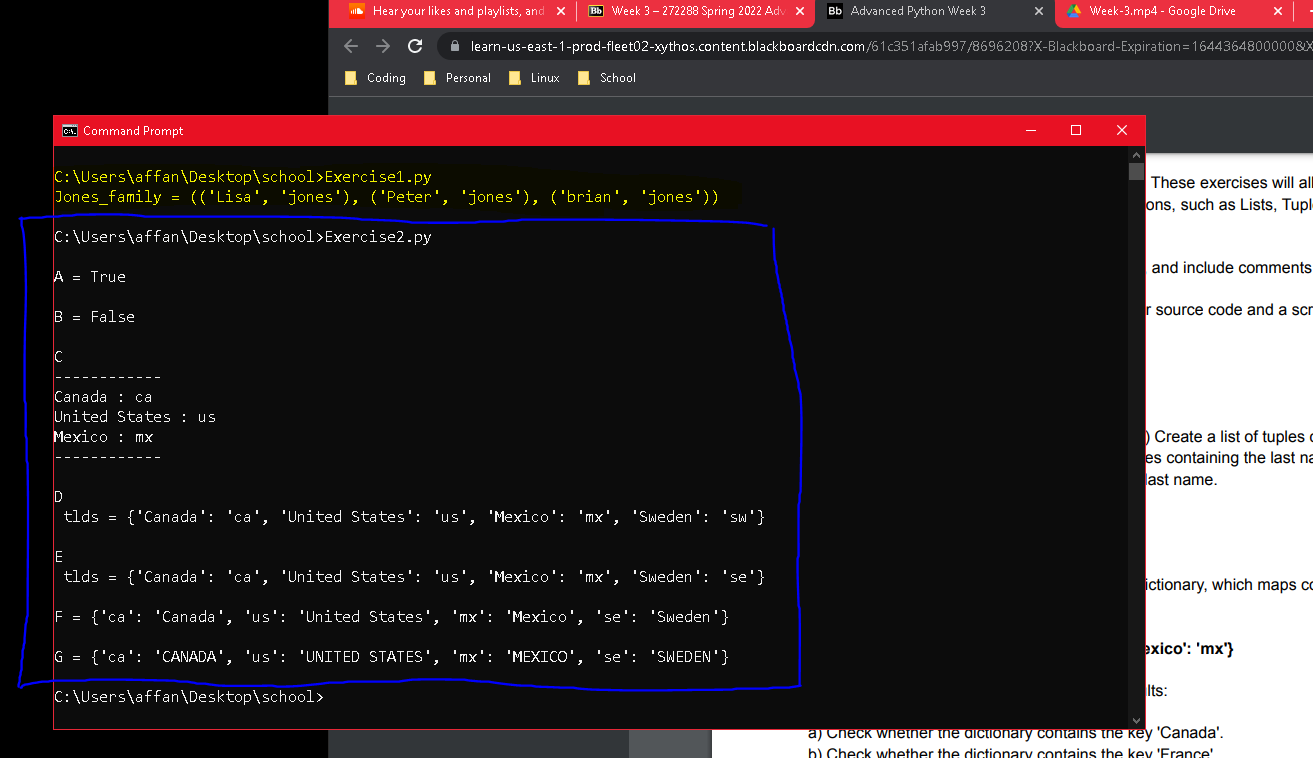 Hear your likes and playlists, and
Week 3 – 272288 Spring 2022 Adv
Advanced Python Week 3
Week-3.mp4 - Google Drive
learn-us-east-1-prod-fleet02-xythos.content.blackboardcdn.com/61c351afab997/8696208?X-Blackboard-Expiration=1644364800000&X
Coding Personal Linux School
Command Prompt
C:\Users\affan\Desktop\school>Exercise1.py
Jones_family = (('Lisa', 'jones'), ('Peter', 'jones'), ('brian', 'jones'))
C:\Users\affan\Desktop\school>Exercise2.py
A = True
B = False
C
------------
Canada : ca
United States : us
Mexico : mx
------------
D
tlds = {'Canada': 'ca', 'United States': 'us', 'Mexico': 'mx', 'Sweden': 'sw'}
E
tlds = {'Canada': 'ca', 'United States': 'us', 'Mexico': 'mx', 'Sweden': 'se'}
F = {'ca': 'Canada', 'us': 'United States', 'mx': 'Mexico', 'se': 'Sweden'}
G = {'ca': 'CANADA', 'us': 'UNITED STATES', 'mx': 'MEXICO', 'se': 'SWEDEN'}
C:\Users\affan\Desktop\school>
These exercises will all
ons, such as Lists, Tuple
, and include comments
r source code and a scr
) Create a list of tuples
es containing the last na
last name.
ictionary, which maps co
exico': 'mx'}
lts:
a) Check whether the dictionary contains the key 'Canada'.
b) Check whether the dictionary contains the key 'France'